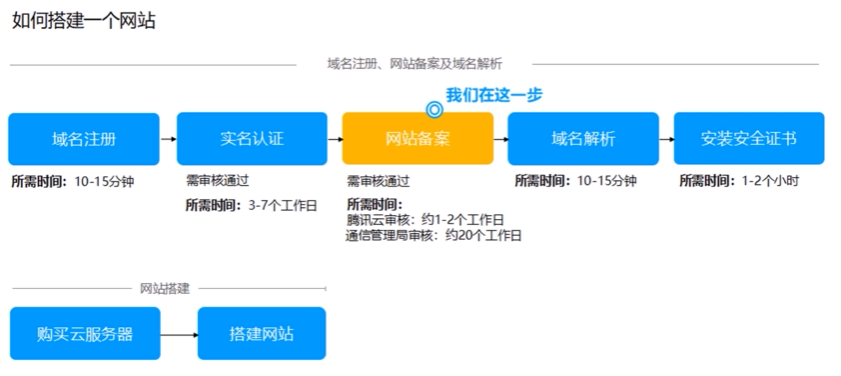 如何搭建一个网站
域名注册、网站备案及域名解析
我们在这一步
域名注册
实名认证
网站备案
域名解析
安装安全证书
所需时间：10-15分钟
需审核通过
所需时间：3-7个工作日
需审核通过
所需时间：
腾讯云审核：约1-2个工作日
通信管理局审核：约20个工作日
所需时间：10-15分钟
所需时间：1-2个小时
网站搭建
购买云服务器
搭建网站